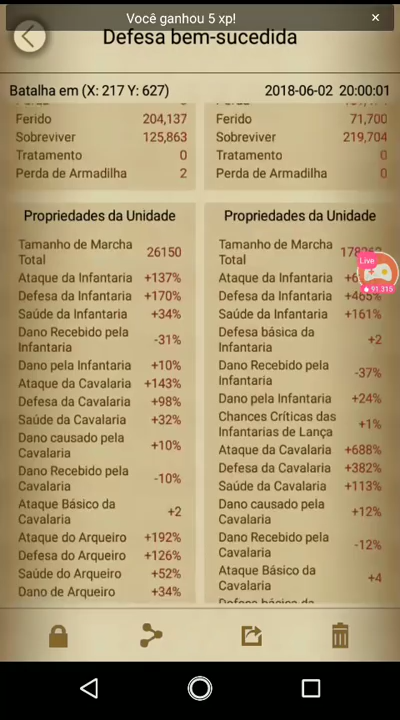 Você ganhou 5 xp!
×
Defesa bem-sucedida
Batalha em (X: 217 Y: 627)
2018-06-02 20:00:01
Ferido 204,137
Sobreviver 125,863
Tratamento 0
Perda de Armadilha 2
Ferido 71,700
Sobreviver 219,704
Tratamento 0
Perda de Armadilha 0
Propriedades da Unidade
Tamanho de Marcha
Total 26150
Ataque da Infantaria +137%
Defesa da Infantaria +170%
Saúde da Infantaria +34%
Dano Recebido pela
Infantaria -31%
Dano pela Infantaria +10%
Ataque da Cavalaria +143%
Defesa da Cavalaria +98%
Saúde da Cavalaria +32%
Dano causado pela
Cavalaria +10%
Dano Recebido pela
Cavalaria -10%
Ataque Básico da
Cavalaria +2
Ataque do Arqueiro +192%
Defesa do Arqueiro +126%
Saúde do Arqueiro +52%
Dano de Arqueiro +34%
Propriedades da Unidade
Tamanho de Marcha
Total
Ataque da Infantaria
Defesa da Infantaria +465%
Saúde da Infantaria +161%
Defesa básica da
Infantaria +2
Dano Recebido pela
Infantaria -37%
Dano pela Infantaria +24%
Chances Críticas das
Infantarias de Lança +1%
Ataque da Cavalaria +688%
Defesa da Cavalaria +382%
Saúde da Cavalaria +113%
Dano causado pela
Cavalaria +12%
Dano Recebido pela
Cavalaria -12%
Ataque Básico da
Cavalaria +4
Defesa básica da
Live
91.315